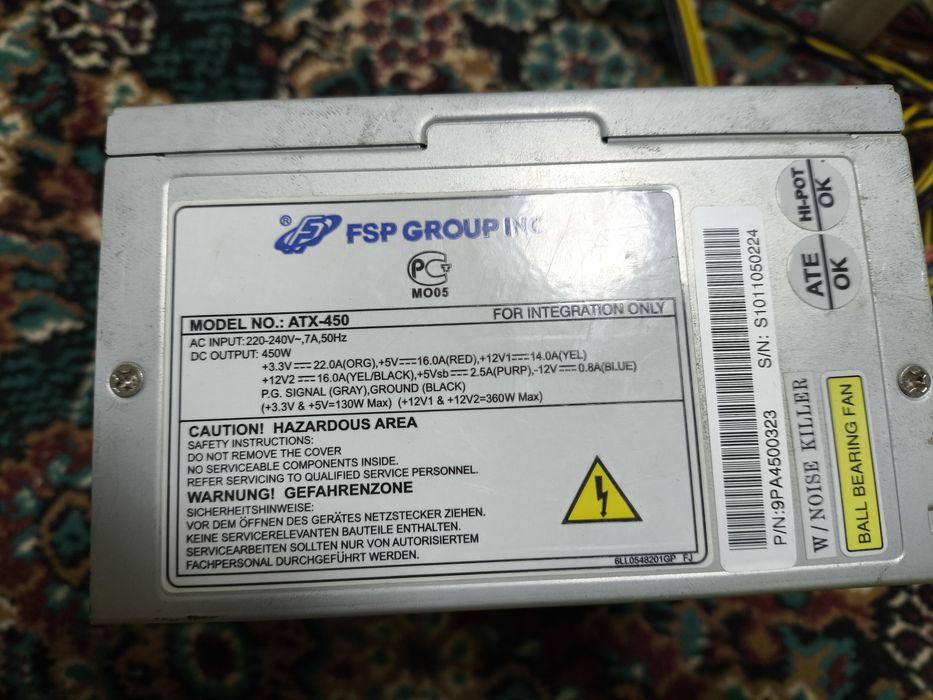 ® FSP GROUP INC
PCT
MO05
MODEL NO.: ATX-450 FOR INTEGRATION ONLY
AC INPUT: 220-240V~,7A,50Hz
DC OUTPUT: 450W
+3.3V⎓22.0A(ORG),+5V⎓16.0A(RED),+12V1⎓14.0A(YEL)
+12V2⎓16.0A(YEL/BLACK),+5Vsb⎓2.5A(PURP),-12V⎓0.8A(BLUE)
P.G. SIGNAL (GRAY),GROUND (BLACK)
(+3.3V & +5V=130W Max) (+12V1 & +12V2=360W Max)
CAUTION! HAZARDOUS AREA
SAFETY INSTRUCTIONS:
DO NOT REMOVE THE COVER
NO SERVICEABLE COMPONENTS INSIDE.
REFER SERVICING TO QUALIFIED SERVICE PERSONNEL.
WARNUNG! GEFAHRENZONE
SICHERHEITSHINWEISE:
VOR DEM ÖFFNEN DES GERÄTES NETZSTECKER ZIEHEN.
KEINE SERVICERELEVANTEN BAUTEILE ENTHALTEN.
SERVICEARBEITEN SOLLTEN NUR VON AUTORISIERTEM
FACHPERSONAL DURCHGEFÜHRT WERDEN.
6LL0548201GP FJ
P/N:9PA4500323 S/N: S1011050224
HI-POT
OK
ATE
OK
W/NOISE KILLER
BALL BEARING FAN